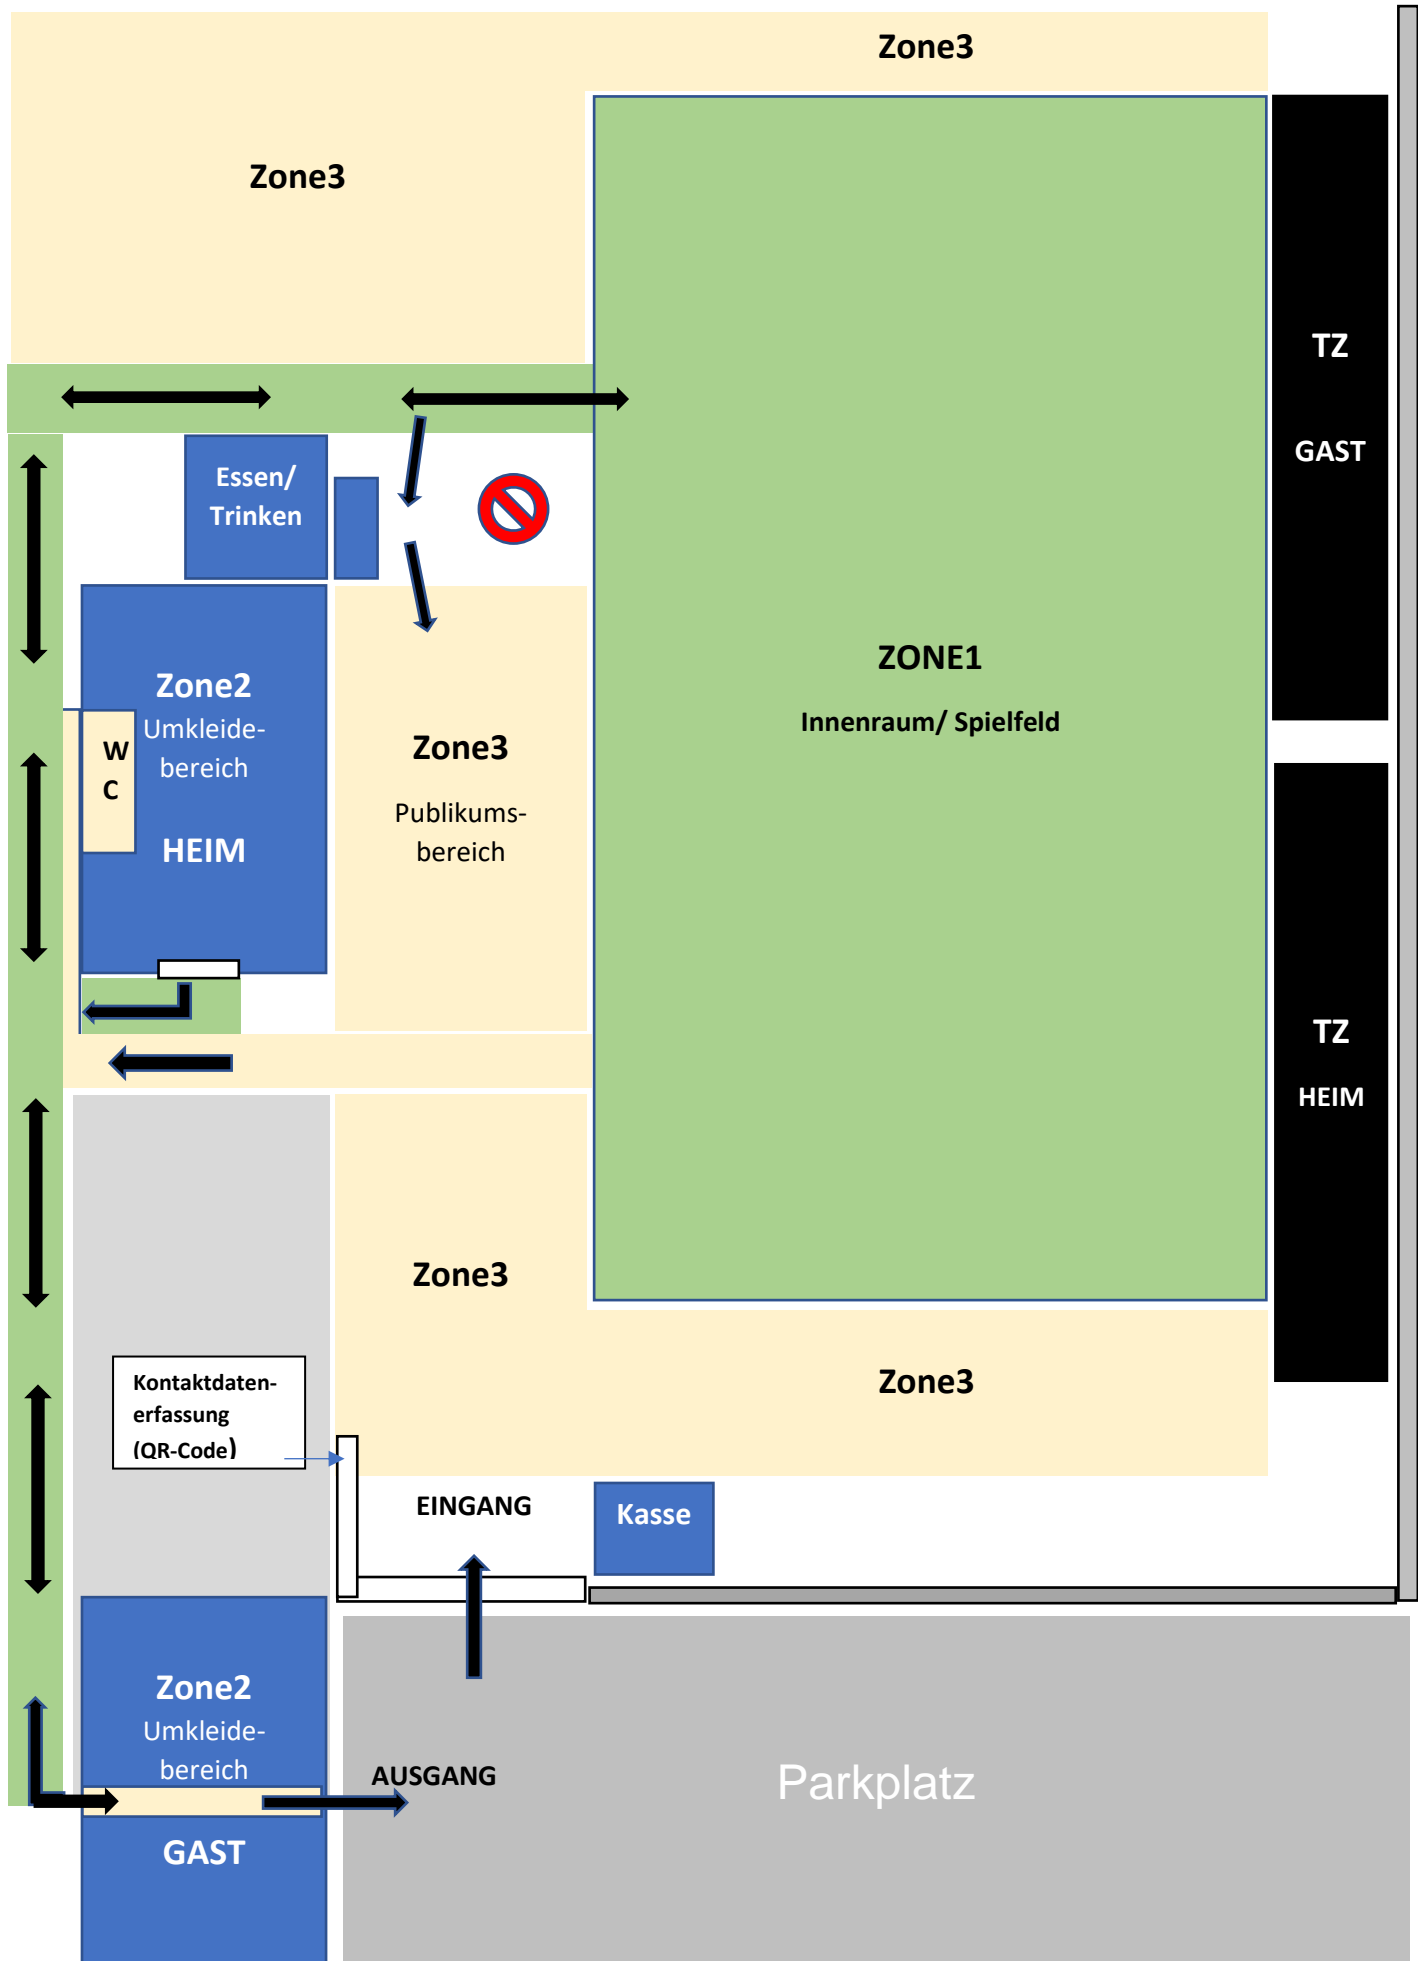 Zone3
Zone3
TZ
GAST
Essen/
Trinken
ZONE1
Innenraum/ Spielfeld
Zone2
Umkleide-
bereich
HEIM
W
C
Zone3
Publikums-
bereich
TZ
HEIM
Zone3
Zone3
Kontaktdaten-
erfassung
(QR-Code)
EINGANG
Kasse
Zone2
Umkleide-
bereich
GAST
AUSGANG
Parkplatz